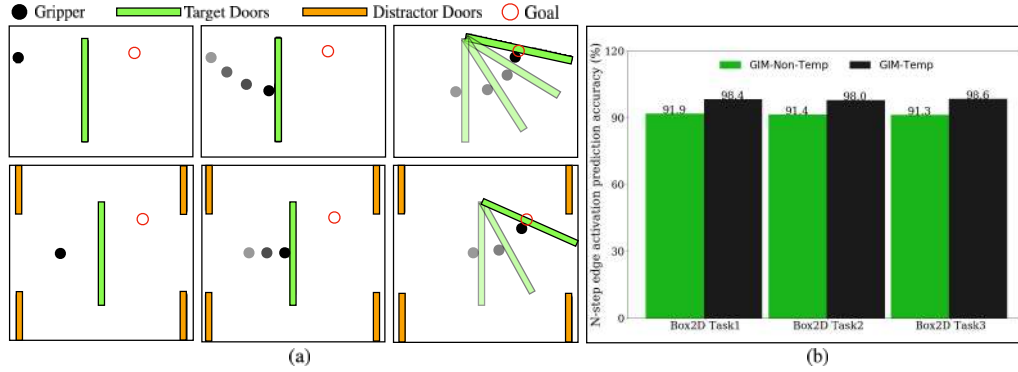 Gripper Target Doors Distractor Doors Goal
(a)
N-step edge activation prediction accuracy (%)
120
90
60
30
0
GIM-Non-Temp GIM-Temp
91.9 98.4 91.4 98.0 91.3 98.6
Box2D Task1 Box2D Task2 Box2D Task3
(b)